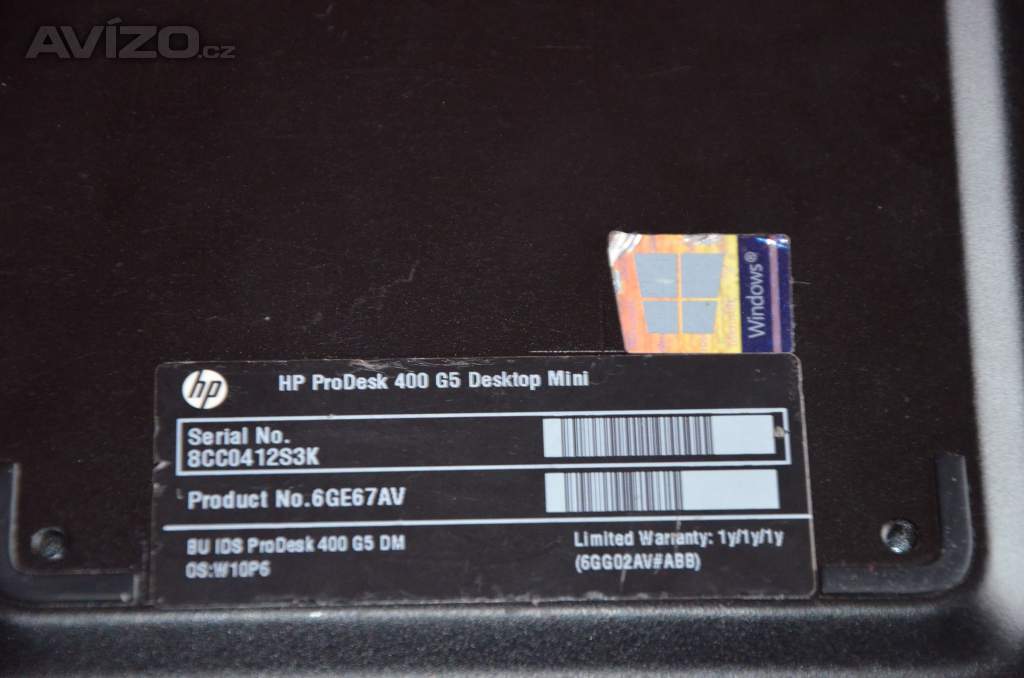 AVÍZO.cz
Windows®
hp
HP ProDesk 400 G5 Desktop Mini
Serial No.
8CC0412S3K
Product No.6GE67AV
BU IDS ProDesk 400 G5 DM
OS:W10P6
Limited Warranty: 1y/1y/1y
(6GG02AV#ABB)